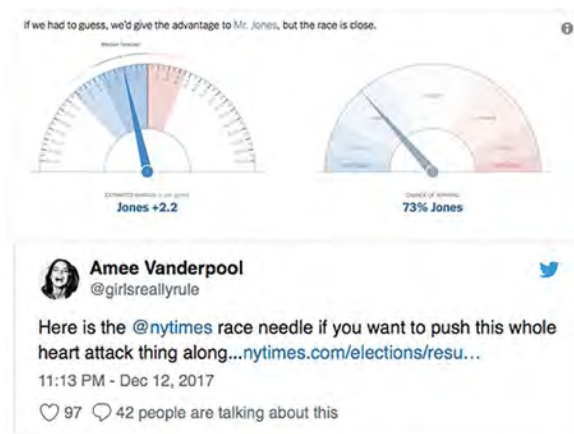 If we had to guess, we'd give the advantage to Mr. Jones, but the race is close.
Jones +2.2
73% Jones
Amee Vanderpool
@girlsreallyrule
Here is the @nytimes race needle if you want to push this whole
heart attack thing along...nytimes.com/elections/resu…
11:13 PM - Dec 12, 2017
97 42 people are talking about this